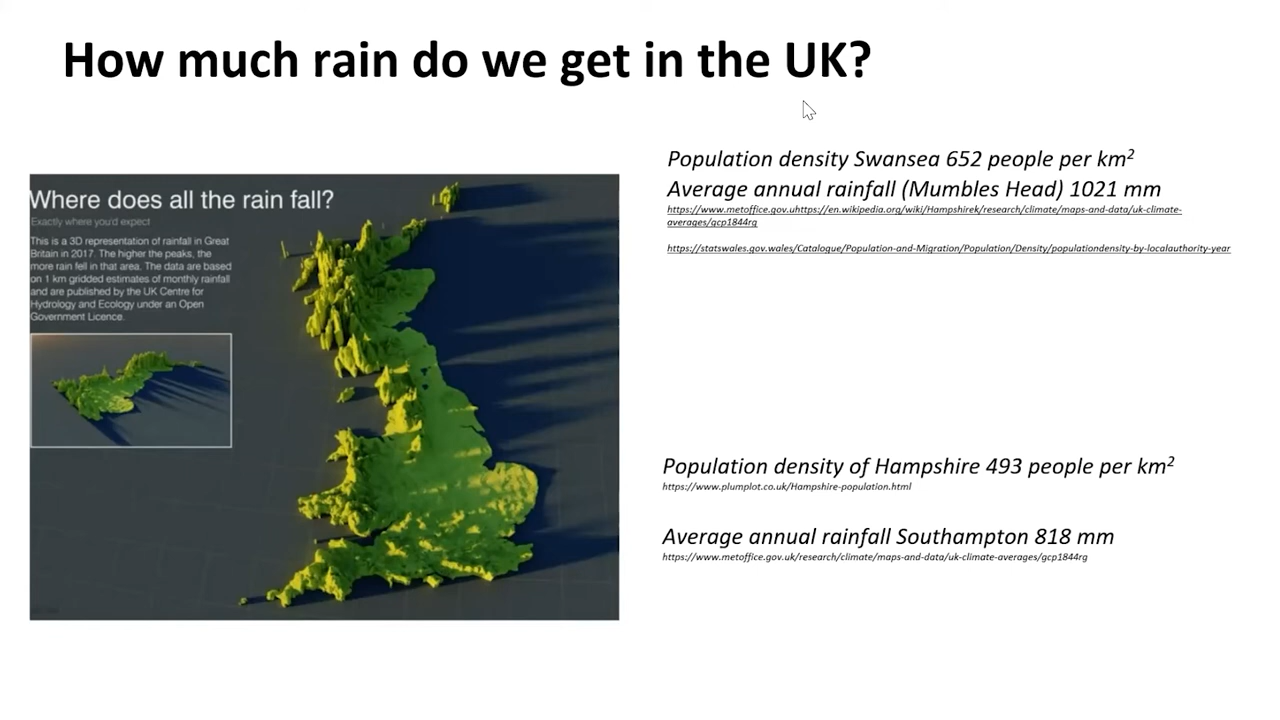 How much rain do we get in the UK?
Where does all the rain fall?
Exactly where you'd expect
This is a 3D representation of rainfall in Great
Britain in 2017. The higher the peaks, the
more rain fell in that area. The data are based
on 1 km gridded estimates of monthly rainfall
and are published by the UK Centre for
Hydrology and Ecology under an Open
Government Licence.
Population density Swansea 652 people per km²
Average annual rainfall (Mumbles Head) 1021 mm
https://www.metoffice.gov.uhttps://en.wikipedia.org/wiki/Hampshirek/research/climate/maps-and-data/uk-climate-
averages/gcp1844rg
https://statswales.gov.wales/Catalogue/Population-and-Migration/Population/Density/populationdensity-by-localauthority-year
Population density of Hampshire 493 people per km²
https://www.plumplot.co.uk/Hampshire-population.html
Average annual rainfall Southampton 818 mm
https://www.metoffice.gov.uk/research/climate/maps-and-data/uk-climate-averages/gcp1844rg